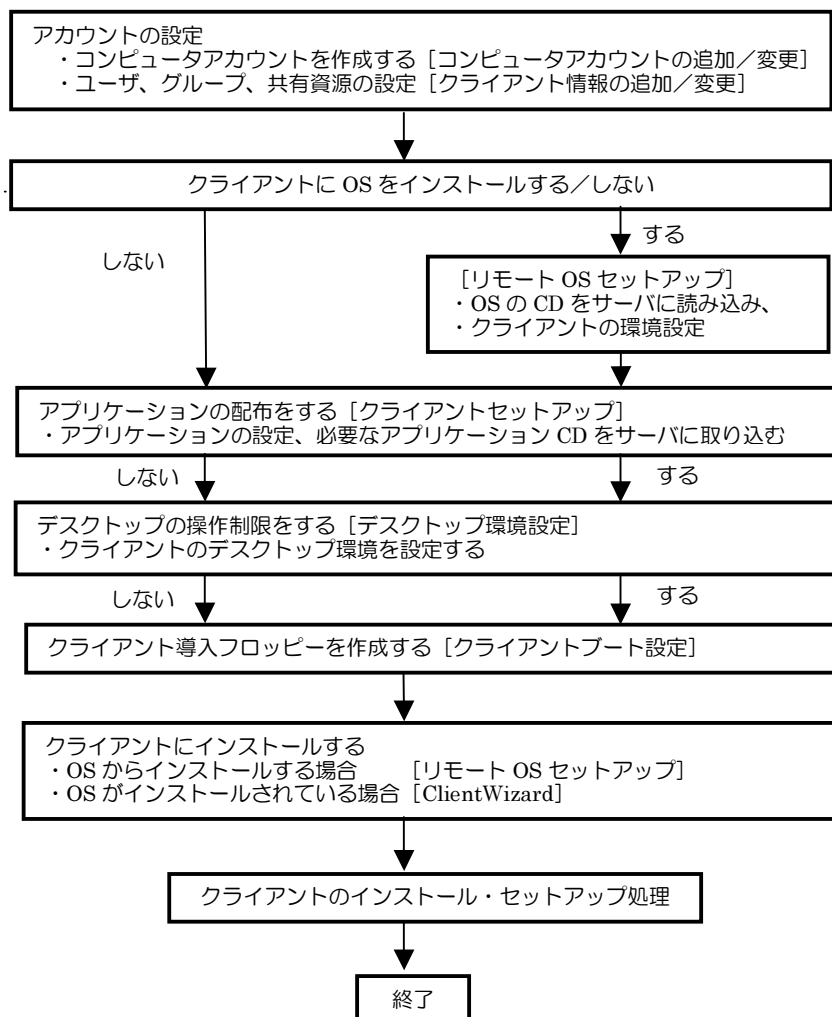 アカウントの設定
・コンピュータアカウントを作成する［コンピュータアカウントの追加／変更］
・ユーザ、グループ、共有資源の設定［クライアント情報の追加／変更］
クライアントに OS をインストールする／しない
しない
する
［リモート OS セットアップ］
・OS の CD をサーバに読み込み、
・クライアントの環境設定
アプリケーションの配布をする［クライアントセットアップ］
・アプリケーションの設定、必要なアプリケーション CD をサーバに取り込む
しない
する
デスクトップの操作制限をする［デスクトップ環境設定］
・クライアントのデスクトップ環境を設定する
しない
する
クライアント導入フロッピーを作成する［クライアントブート設定］
クライアントにインストールする
・OS からインストールする場合　　［リモート OS セットアップ］
・OS がインストールされている場合［ClientWizard］
クライアントのインストール・セットアップ処理
終了